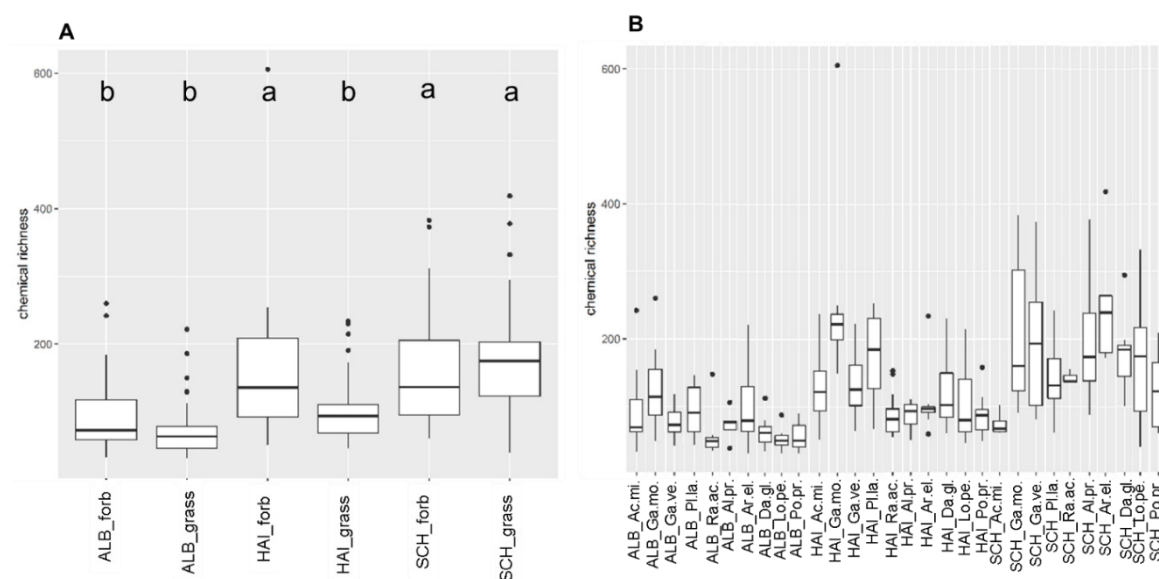 A
chemical richness
600
400
200
b b a b a a
ALB_forb
ALB_grass
HAI_forb
HAI_grass
SCH_forb
SCH_grass
B
chemical richness
600
400
200
ALB_Ac.mi.
ALB_Ga.mo.
ALB_Ga.ve.
ALB_Pl.la.
ALB_Ra.ac.
ALB_Al.pr.
ALB_Ar.el.
ALB_Da.gl.
ALB_Lo.pe.
ALB_Po.pr.
HAI_Ac.mi.
HAI_Ga.mo.
HAI_Ga.ve.
HAI_Pl.la.
HAI_Ra.ac.
HAI_Al.pr.
HAI_Ar.el.
HAI_Da.gl.
HAI_Lo.pe.
HAI_Po.pr.
SCH_Ac.mi.
SCH_Ga.mo.
SCH_Ga.ve.
SCH_Pl.la.
SCH_Ra.ac.
SCH_Al.pr.
SCH_Ar.el.
SCH_Da.gl.
SCH_Lo.pe.
SCH_Po.pr.